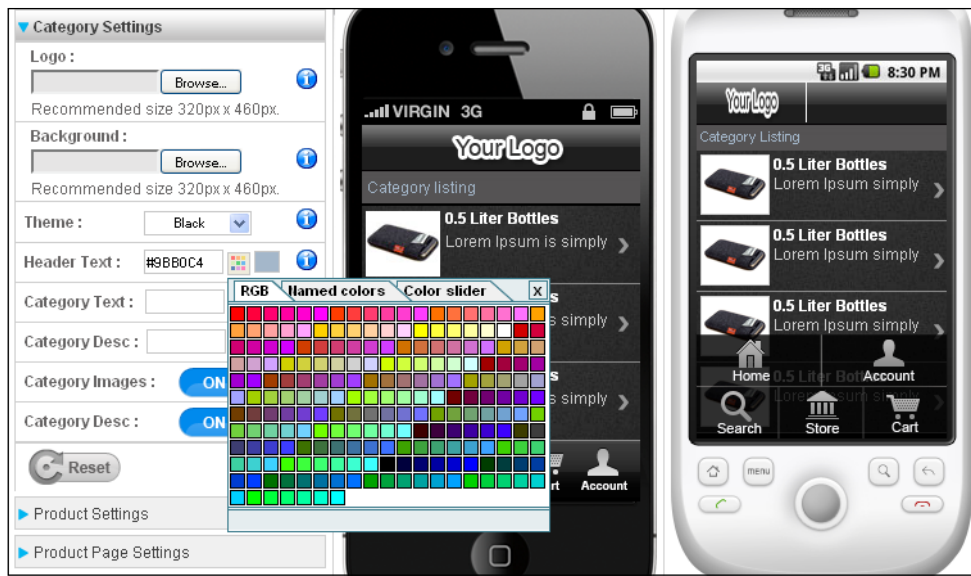 Category Settings
Logo :
Browse...
Recommended size 320px x 460px.
Background :
Browse...
Recommended size 320px x 460px.
Theme : Black
Header Text : #9BB0C4
Category Text :
Category Desc :
Category Images : ON
Category Desc : ON
Reset
Product Settings
Product Page Settings
RGB Named colors Color slider X
VIRGIN 3G
Your Logo
Category listing
0.5 Liter Bottles
Lorem Ipsum is simply
s
s simply
s
s simply
rt Account
3G 8:30 PM
Your Logo
Category Listing
0.5 Liter Bottles
Lorem Ipsum simply
0.5 Liter Bottles
Lorem Ipsum simply
0.5 Liter Bottles
Lorem Ipsum simply
Home Account
0.5 Liter Bott
Search Store Cart
menu